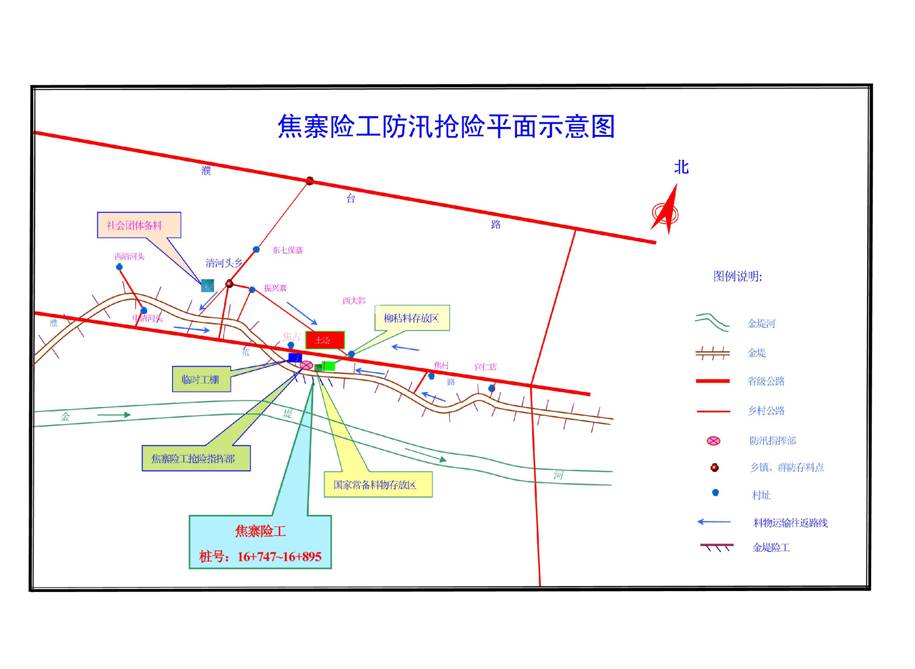 焦寨险工防汛抢险平面示意图
北
濮
台
路
社会团体备料
东七保寨
清河头乡
西清河头
振兴寨
图例说明:
西大郭
中清河头
濮
柳秸料存放区
金堤河
土场
范
金堤
焦村
宋仁店
临时工棚
路
省级公路
金
堤
乡村公路
防汛指挥部
焦寨险工抢险指挥部
乡镇、群防存料点
河
国家常备料物存放区
村址
料物运输往返路线
焦寨险工
桩号：16+747~16+895
金堤险工